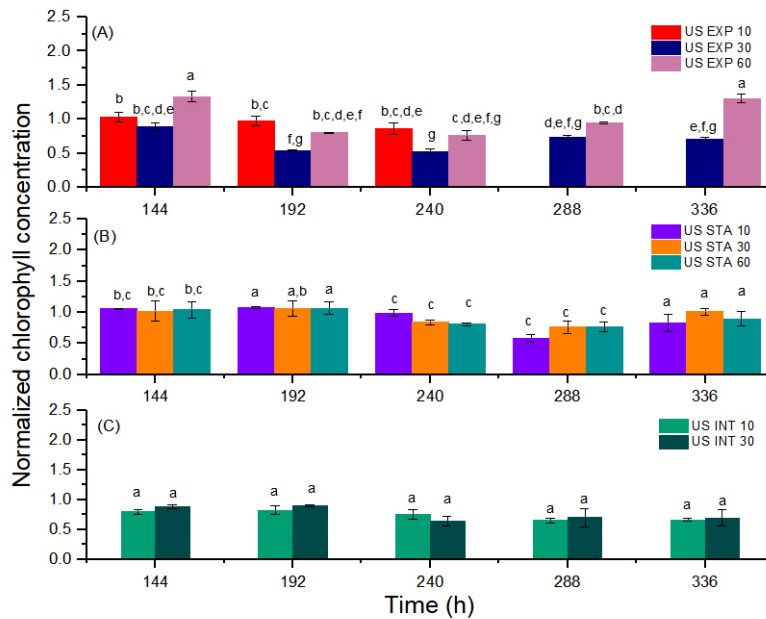 (A)
US EXP 10
US EXP 30
US EXP 60
2.5
2.0
1.5
1.0
0.5
0.0
b b,c,d,e a
b,c f,g b,c,d,e,f
b,c,d,e g c,d,e,f,g
d,e,f,g b,c,d
e,f,g a
144 192 240 288 336
Normalized chlorophyll concentration
(B)
US STA 10
US STA 30
US STA 60
2.5
2.0
1.5
1.0
0.5
0.0
b,c b,c b,c
a a,b a
c c c
c c c
a a a
144 192 240 288 336
(C)
US INT 10
US INT 30
2.5
2.0
1.5
1.0
0.5
0.0
a a
a a
a a
a a
a a
144 192 240 288 336
Time (h)